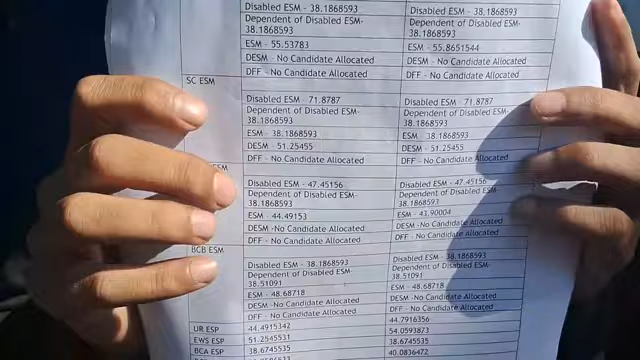 Disabled ESM - 38.1868593 Disabled ESM - 38.1868593
Dependent of Disabled ESM- Dependent of Disabled ESM-
38.1868593 38.1868593
ESM - 55.53783 ESM - 55.8651544
DESM - No Candidate Allocated DESM - No Candidate Allocated
DFF - No Candidate Allocated DFF - No Candidate Allocated
SC ESM
Disabled ESM - 71.8787 Disabled ESM - 71.8787
Dependent of Disabled ESM- Dependent of Disabled ESM-
38.1868593 38.1868593
ESM - 38.1868593 ESM - 38.1868593
DESM - 51.25455 DESM - 51.25455
DFF - No Candidate Allocated DFF - No Candidate Allocated
ESM
Disabled ESM - 47.45156 Disabled ESM - 47.45156
Dependent of Disabled ESM- Dependent of Disabled ESM-
38.1868593 38.1868593
ESM - 44.49153 ESM - 43.90004
DESM -No Candidate Allocated DESM -No Candidate Allocated
DFF - No Candidate Allocated DFF - No Candidate Allocated
BCB ESM
Disabled ESM - 38.1868593 Disabled ESM - 38.1868593
Dependent of Disabled ESM- Dependent of Disabled ESM-
38.51091 38.51091
ESM - 48.68718 ESM - 48.68718
DESM -No Candidate Allocated DESM -No Candidate Allocated
DFF - No Candidate Allocated DFF - No Candidate Allocated
UR ESP 44.4915342 44.7916356
EWS ESP 51.2545531 54.0593873
BCA ESP 38.6745535 38.6745535
40.0836472